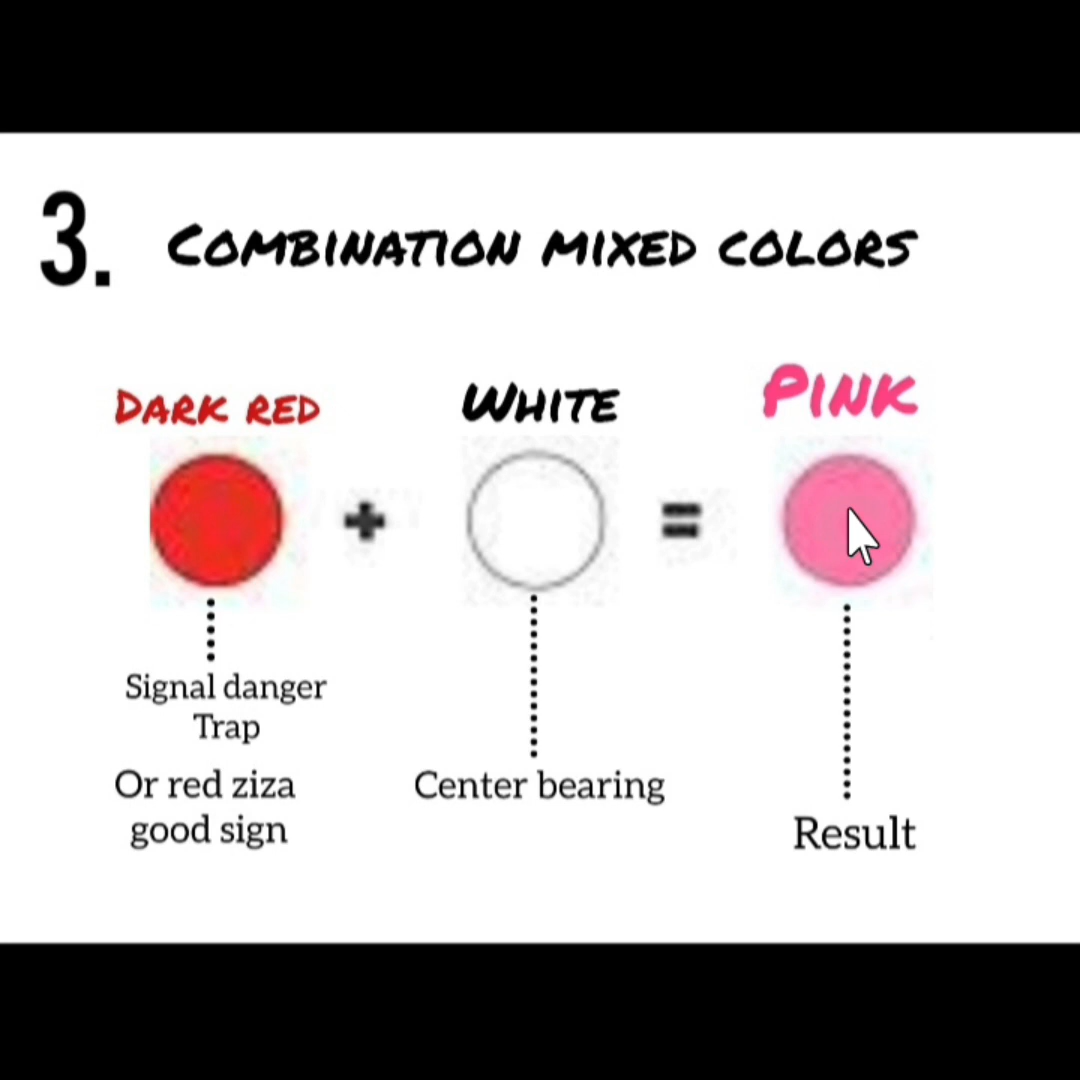 3. COMBINATION MIXED COLORS
DARK RED
WHITE
PINK
+
=
Signal danger
Trap
Or red ziza
good sign
Center bearing
Result